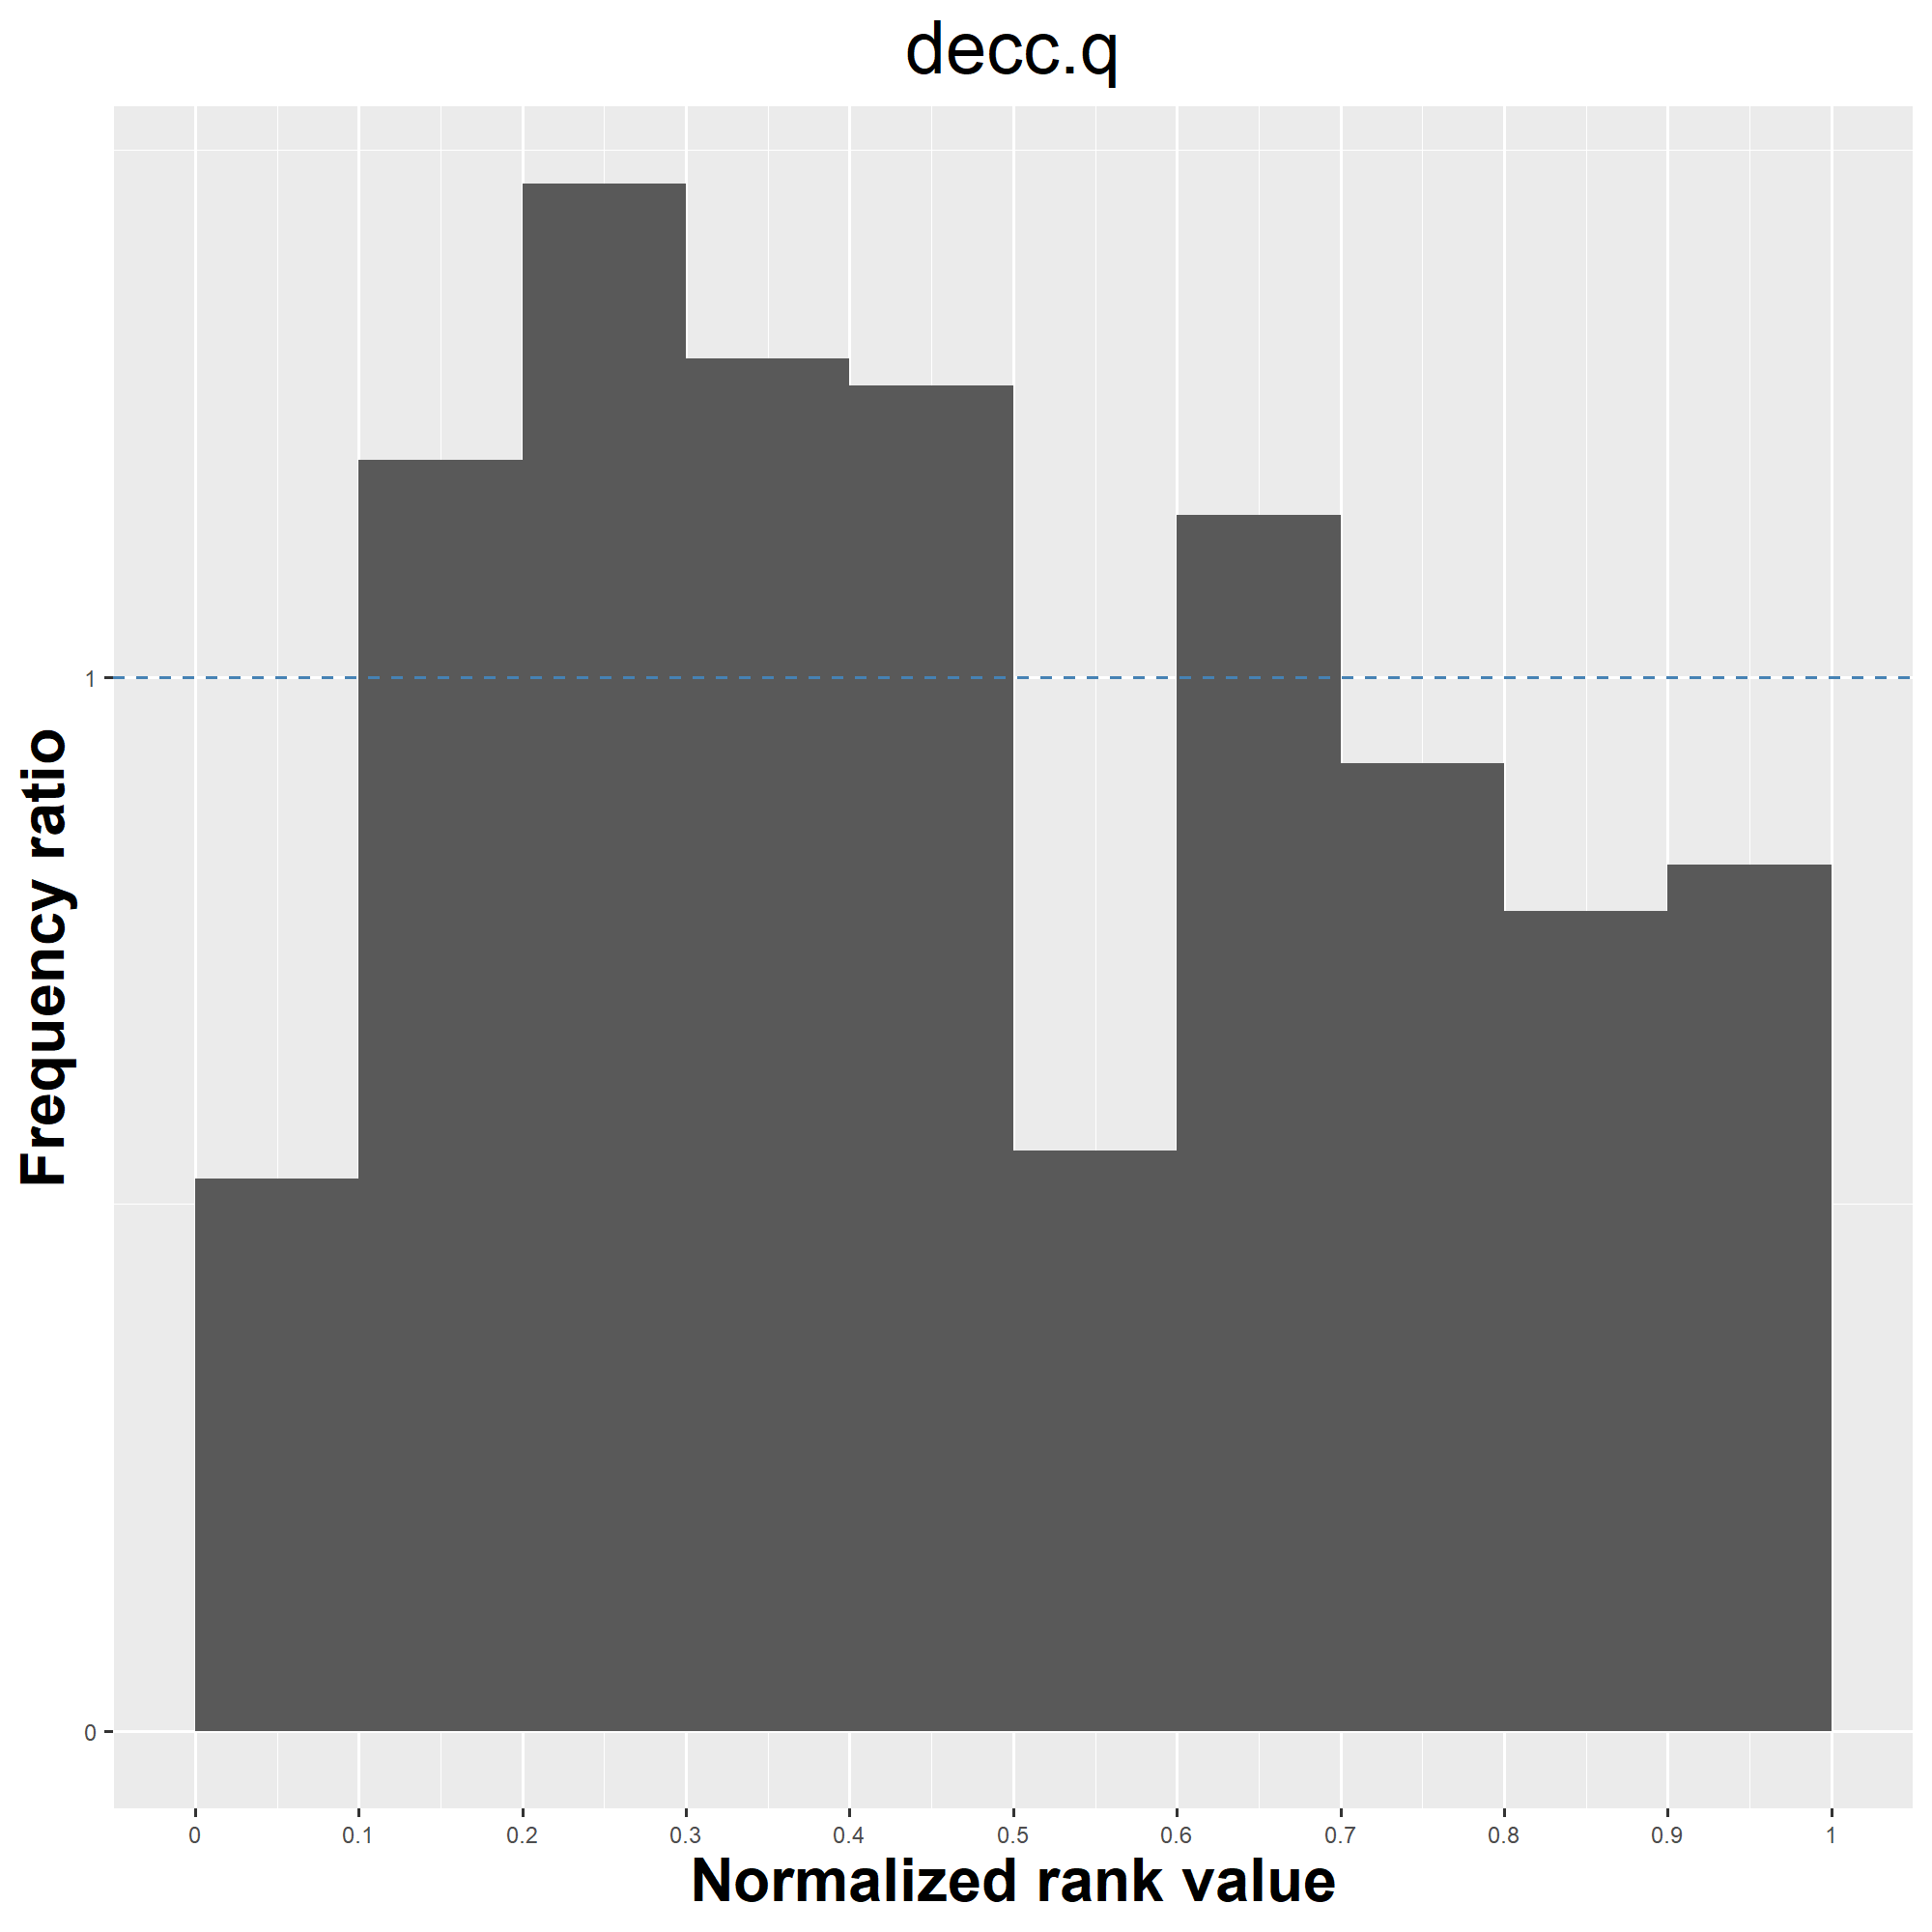 decc.q
Frequency ratio
1
0
0 0.1 0.2 0.3 0.4 0.5 0.6 0.7 0.8 0.9 1
Normalized rank value